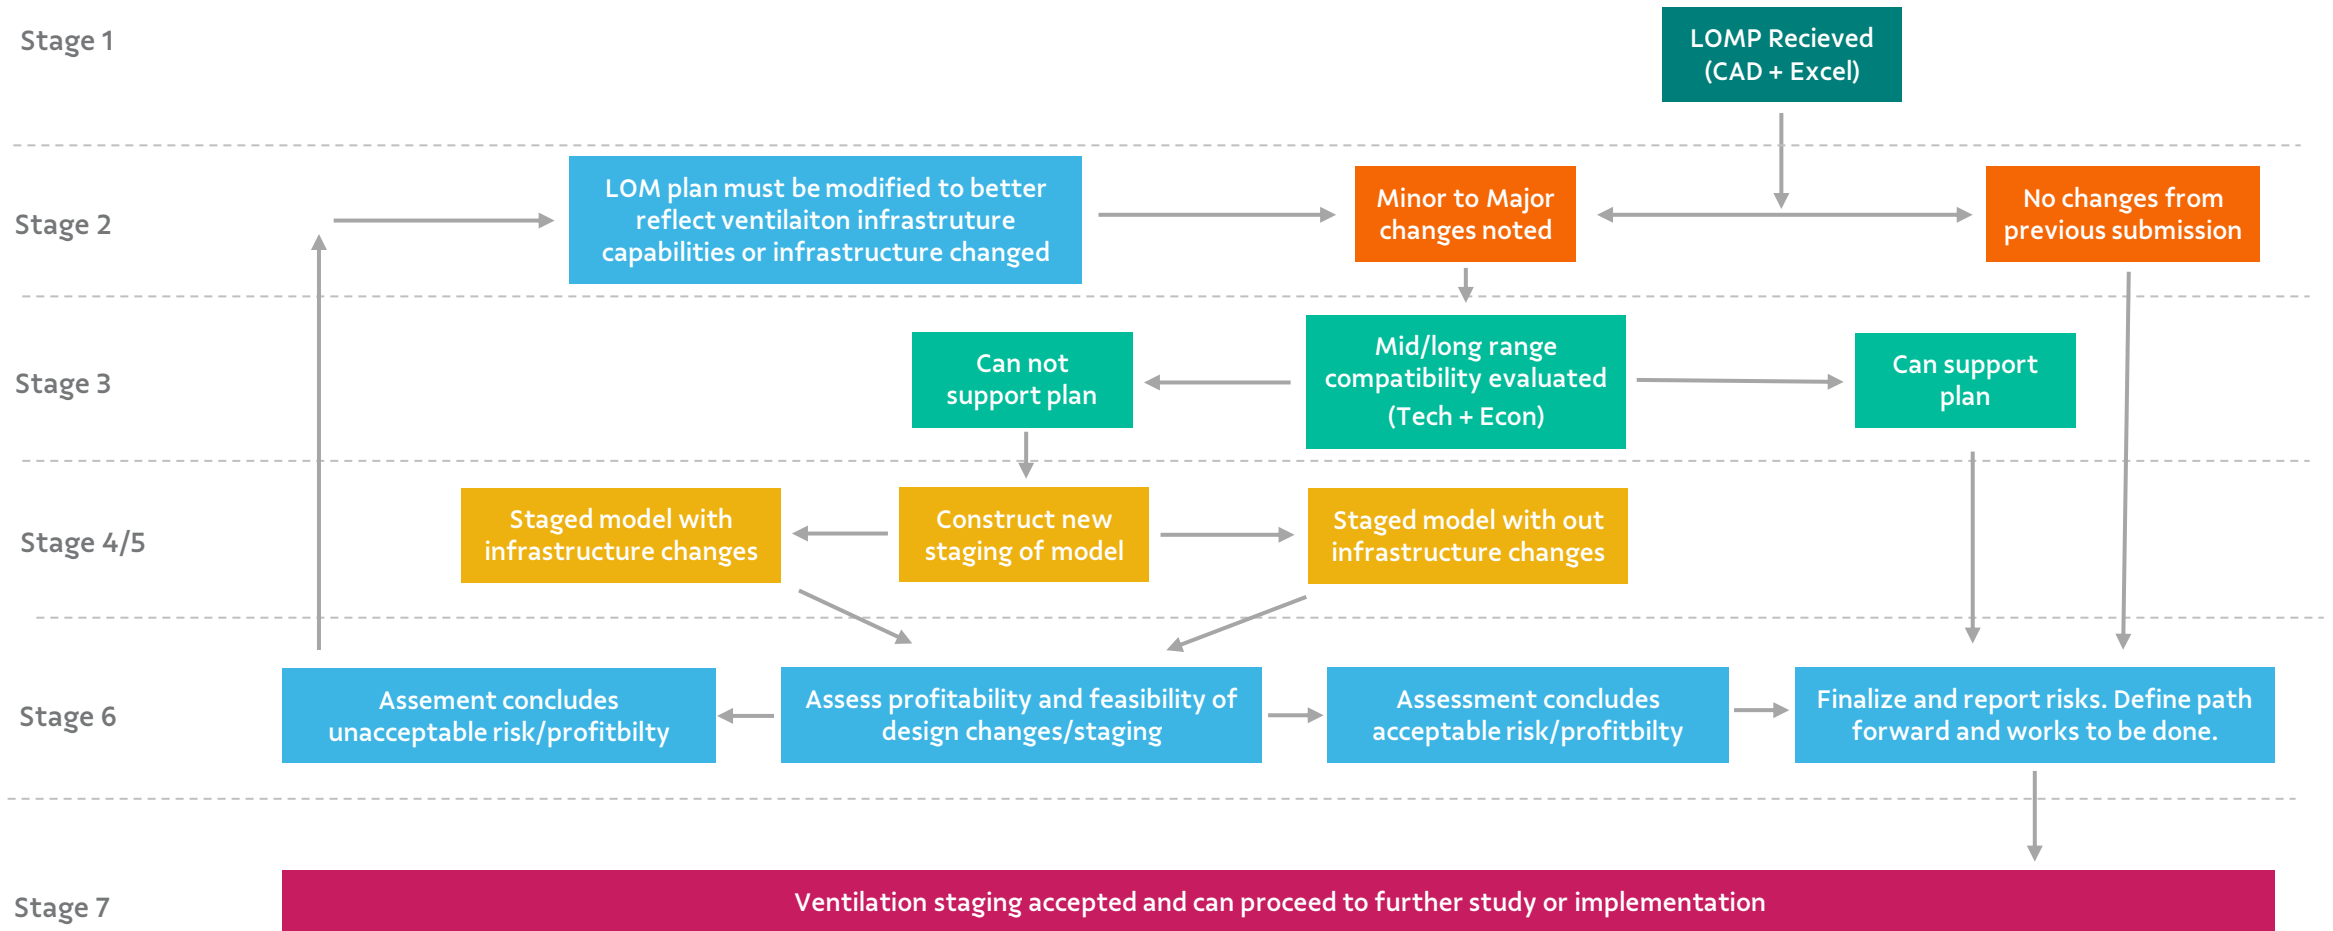 Stage 1
LOMP Recieved
(CAD + Excel)
Stage 2
LOM plan must be modified to better
reflect ventilaiton infrastruture
capabilities or infrastructure changed
Minor to Major
changes noted
No changes from
previous submission
Stage 3
Can not
support plan
Mid/long range
compatibility evaluated
(Tech + Econ)
Can support
plan
Stage 4/5
Staged model with
infrastructure changes
Construct new
staging of model
Staged model with out
infrastructure changes
Stage 6
Assement concludes
unacceptable risk/profitbilty
Assess profitability and feasibility of
design changes/staging
Assessment concludes
acceptable risk/profitbilty
Finalize and report risks. Define path
forward and works to be done.
Stage 7
Ventilation staging accepted and can proceed to further study or implementation